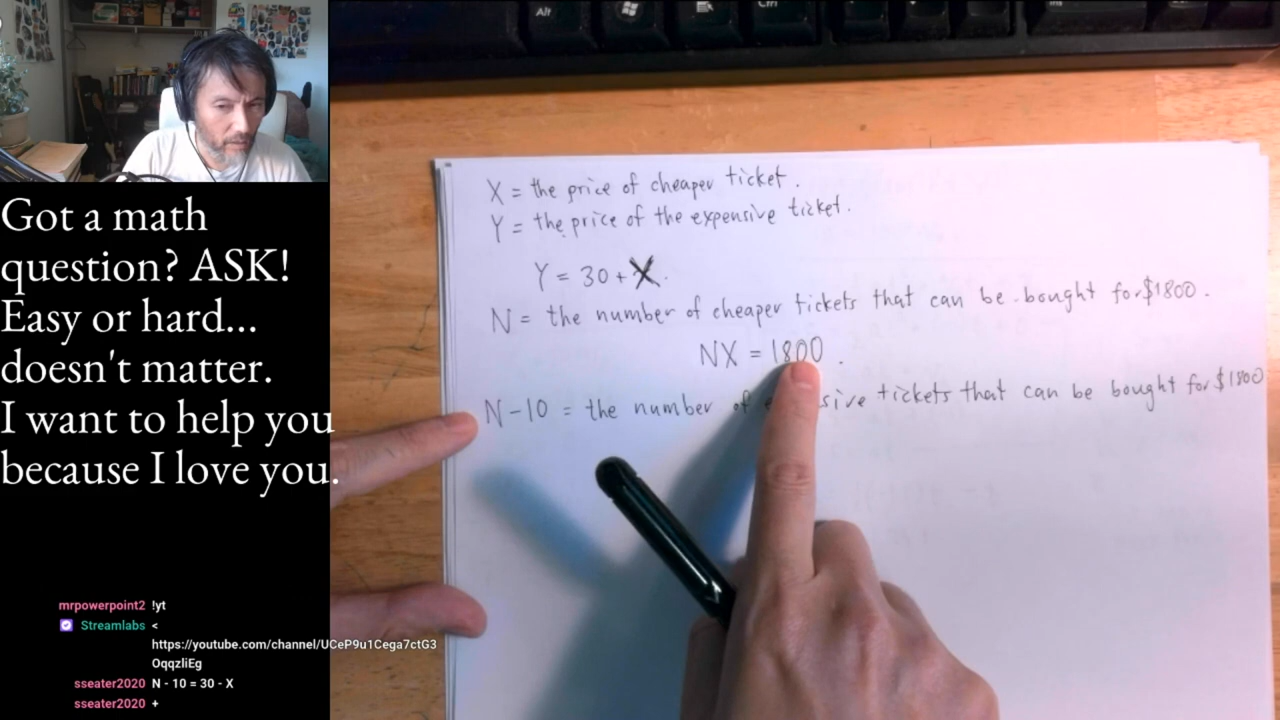 Got a math
question? ASK!
Easy or hard...
doesn't matter.
I want to help you
because I love you.
mrpowerpoint2 !yt
Streamlabs <
https://youtube.com/channel/UCeP9u1Cega7ctG3
OqqzliEg
sseater2020 N - 10 = 30 - X
sseater2020 +
Alt
Ctrl
X = the price of cheaper ticket.
Y = the price of the expensive ticket.
Y = 30 + X.
N = the number of cheaper tickets that can be bought for $1800.
NX = 1800.
N-10 = the number of sive tickets that can be bought for $1800